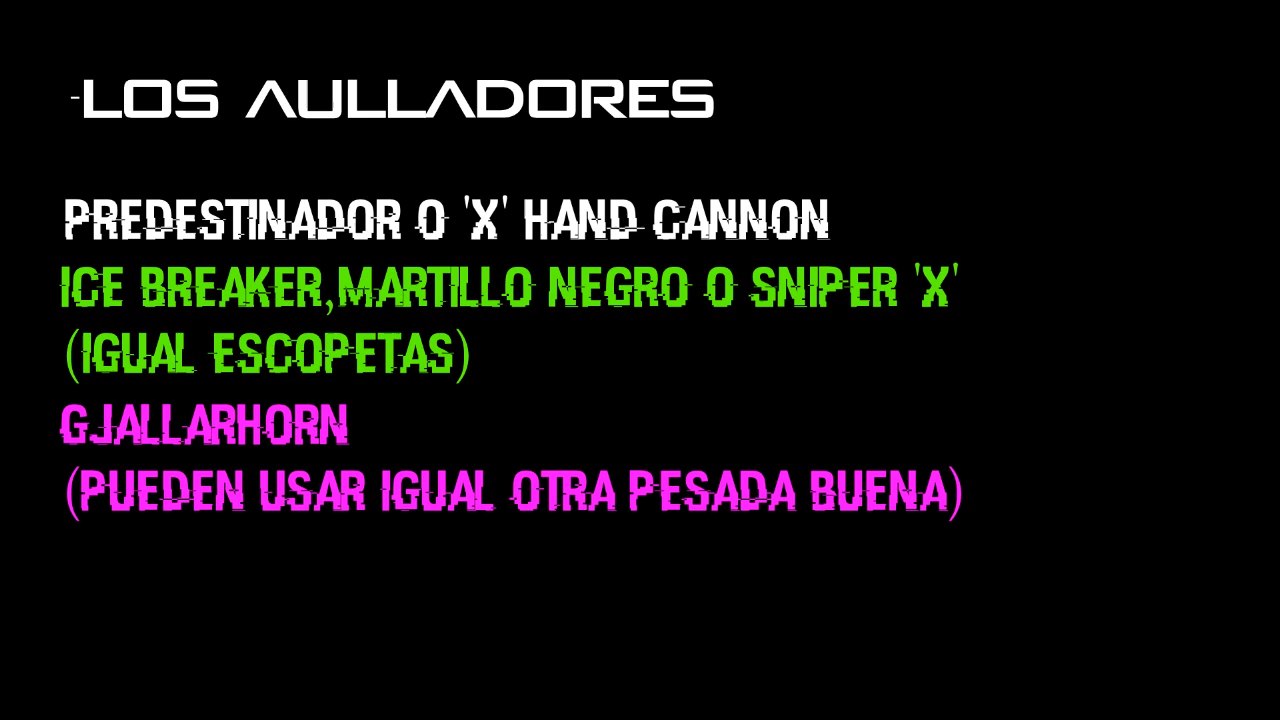 -LOS AULLADORES
PREDESTINADOR O 'X' HAND CANNON
ICE BREAKER,MARTILLO NEGRO O SNIPER 'X'
(IGUAL ESCOPETAS)
GJALLARHORN
(PUEDEN USAR IGUAL OTRA PESADA BUENA)